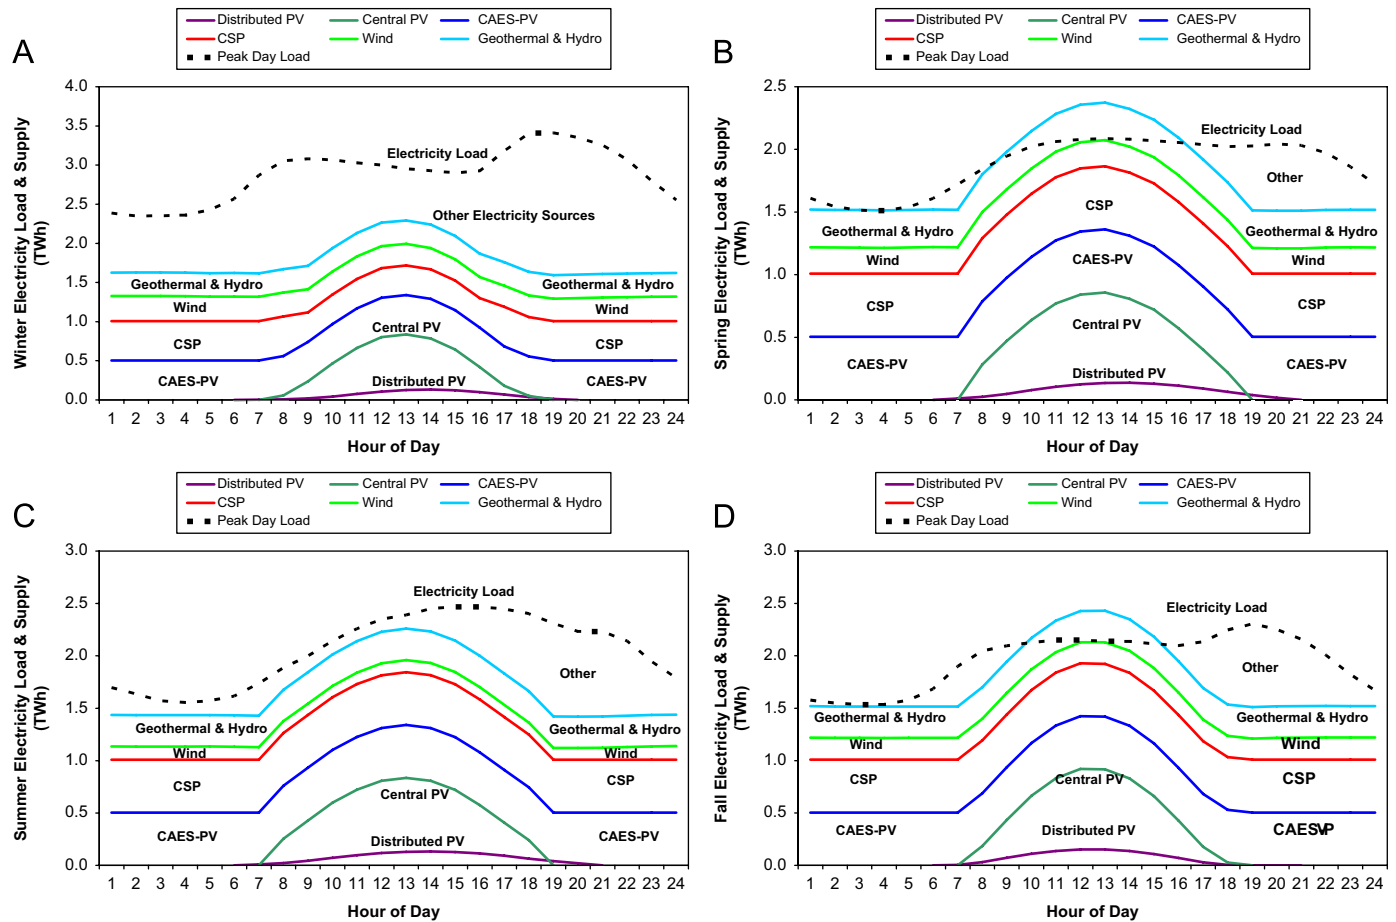 A
Distributed PV Central PV CAES-PV
CSP Wind Geothermal & Hydro
Peak Day Load
Winter Electricity Load & Supply
(TWh)
4.0
3.5
3.0
2.5
2.0
1.5
1.0
0.5
0.0
Electricity Load
Other Electricity Sources
Geothermal & Hydro Geothermal & Hydro
Wind Wind
Central PV
CSP CSP
CAES-PV Distributed PV CAES-PV
1 2 3 4 5 6 7 8 9 10 11 12 13 14 15 16 17 18 19 20 21 22 23 24
Hour of Day
B
Distributed PV Central PV CAES-PV
CSP Wind Geothermal & Hydro
Peak Day Load
Spring Electricity Load & Supply
(TWh)
2.5
2.0
1.5
1.0
0.5
0.0
Electricity Load
Other
CSP
Geothermal & Hydro Geothermal & Hydro
Wind CAES-PV Wind
CSP CSP
Central PV
CAES-PV Distributed PV CAES-PV
1 2 3 4 5 6 7 8 9 10 11 12 13 14 15 16 17 18 19 20 21 22 23 24
Hour of Day
C
Distributed PV Central PV CAES-PV
CSP Wind Geothermal & Hydro
Peak Day Load
Summer Electricity Load & Supply
(TWh)
3.0
2.5
2.0
1.5
1.0
0.5
0.0
Electricity Load
Other
Geothermal & Hydro Geothermal & Hydro
Wind Wind
CSP CSP
Central PV
CAES-PV Distributed PV CAES-PV
1 2 3 4 5 6 7 8 9 10 11 12 13 14 15 16 17 18 19 20 21 22 23 24
Hour of Day
D
Distributed PV Central PV CAES-PV
CSP Wind Geothermal & Hydro
Peak Day Load
Fall Electricity Load & Supply
(TWh)
3.0
2.5
2.0
1.5
1.0
0.5
0.0
Electricity Load
Other
Geothermal & Hydro Geothermal & Hydro
Wind Wind
CSP Central PV CSP
CAES-PV Distributed PV
1 2 3 4 5 6 7 8 9 10 11 12 13 14 15 16 17 18 19 20 21 22 23 24
Hour of Day